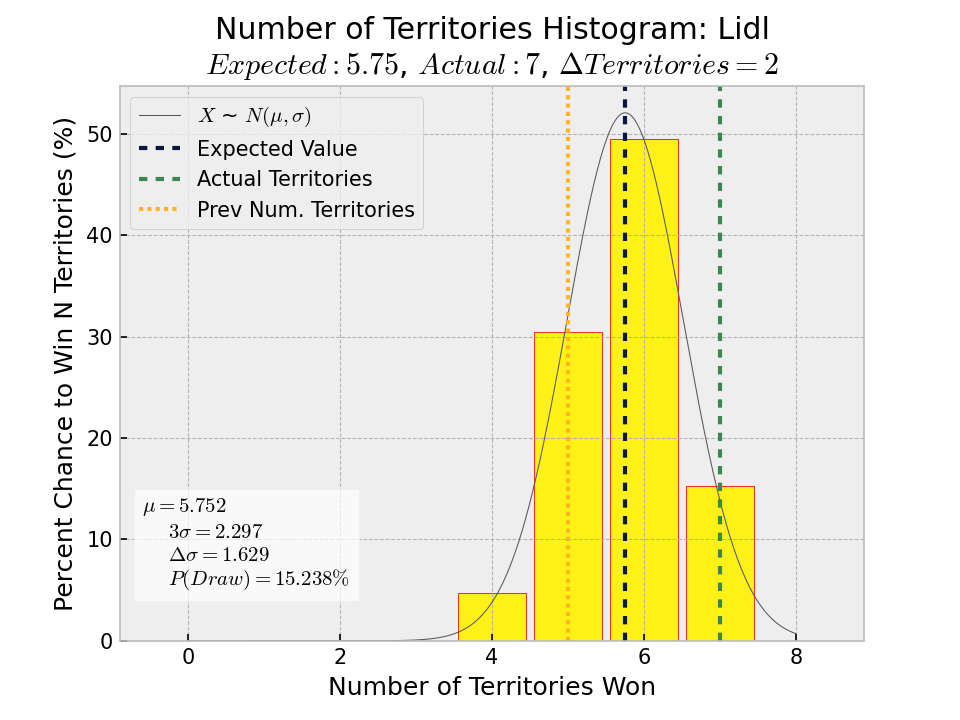 Number of Territories Histogram: Lidl
Expected : 5.75, Actual : 7, ΔTerritories = 2
Percent Chance to Win N Territories (%)
50
40
30
20
10
0
X ∼ N(μ, σ)
Expected Value
Actual Territories
Prev Num. Territories
μ = 5.752
3σ = 2.297
Δσ = 1.629
P(Draw) = 15.238%
0 2 4 6 8
Number of Territories Won